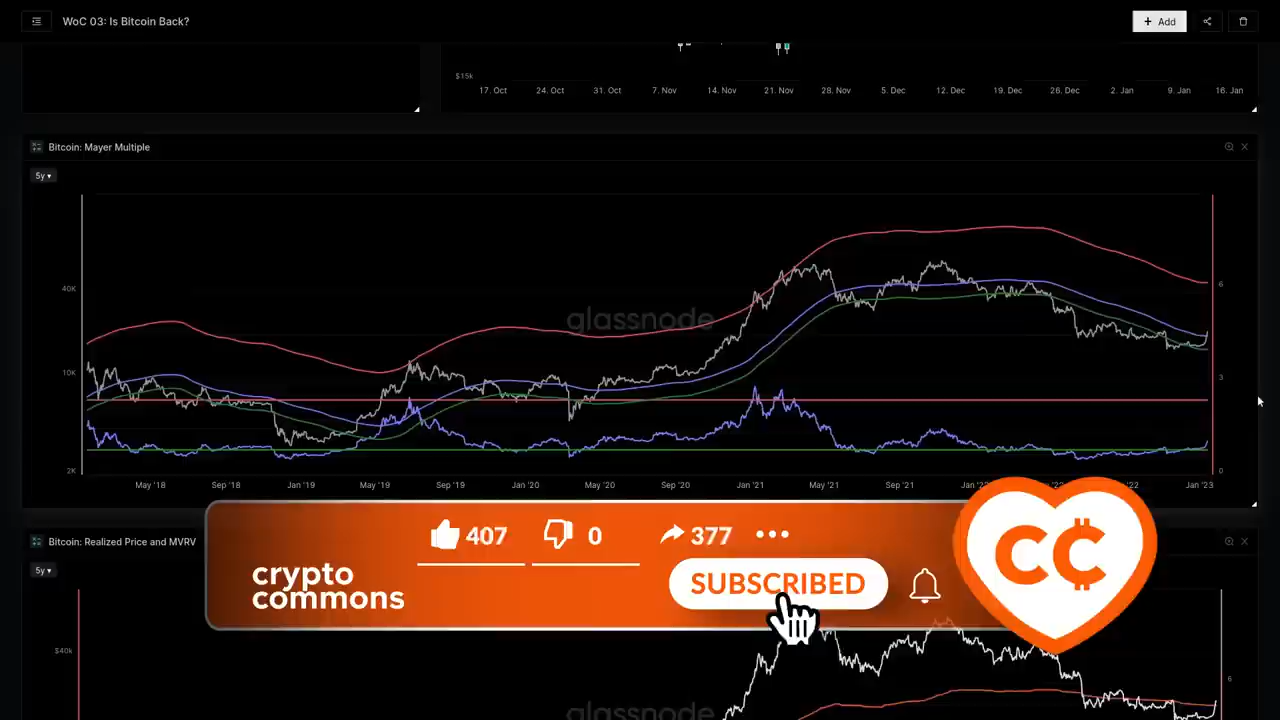 WoC 03: Is Bitcoin Back?
+ Add
$15k
17. Oct 24. Oct 31. Oct 7. Nov 14. Nov 21. Nov 28. Nov 5. Dec 12. Dec 19. Dec 26. Dec 2. Jan 9. Jan 16. Jan
Bitcoin: Mayer Multiple
5y ▾
40K
6
glassnode
10K
3
2K
0
May '18 Sep '18 Jan '19 May '19 Sep '19 Jan '20 May '20 Sep '20 Jan '21 May '21 Sep '21 Jan '2 '22 Jan '23
407 0 377 •••
Bitcoin: Realized Price and MVRV
5y ▾
crypto
commons
SUBSCRIBED
CC
$40k
6
glassnode